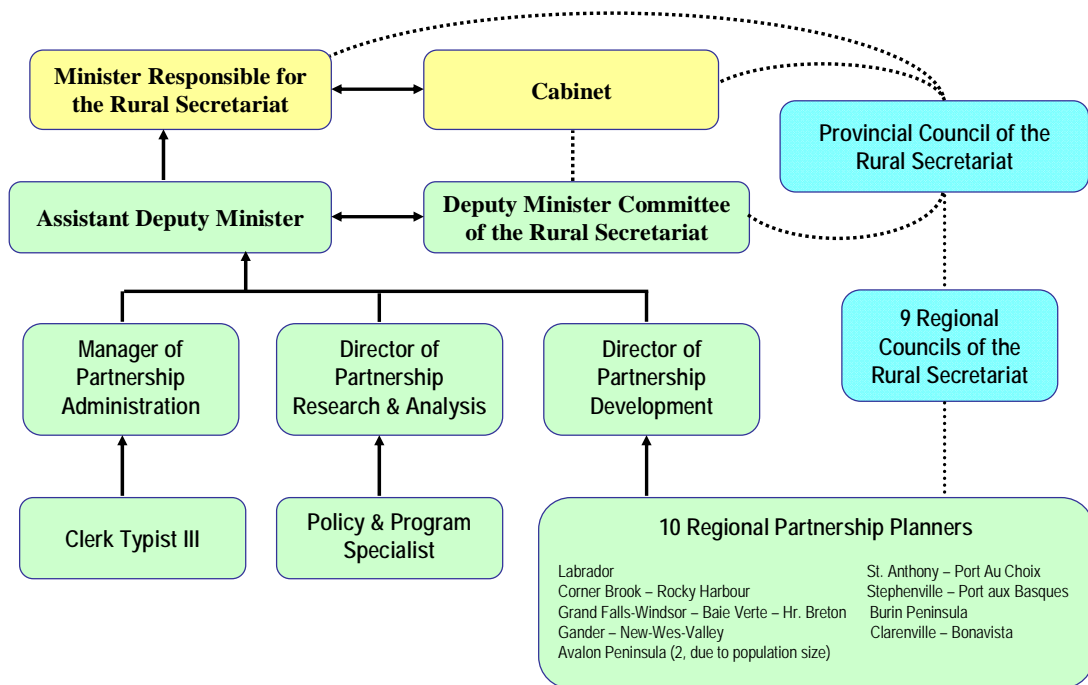 Minister Responsible for
the Rural Secretariat
Cabinet
Provincial Council of the
Rural Secretariat
Assistant Deputy Minister
Deputy Minister Committee
of the Rural Secretariat
9 Regional
Councils of the
Rural Secretariat
Manager of
Partnership
Administration
Director of
Partnership
Research & Analysis
Director of
Partnership
Development
Clerk Typist III
Policy & Program
Specialist
10 Regional Partnership Planners
Labrador
Corner Brook – Rocky Harbour
Grand Falls-Windsor – Baie Verte – Hr. Breton
Gander – New-Wes-Valley
Avalon Peninsula (2, due to population size)
St. Anthony – Port Au Choix
Stephenville – Port aux Basques
Burin Peninsula
Clarenville – Bonavista